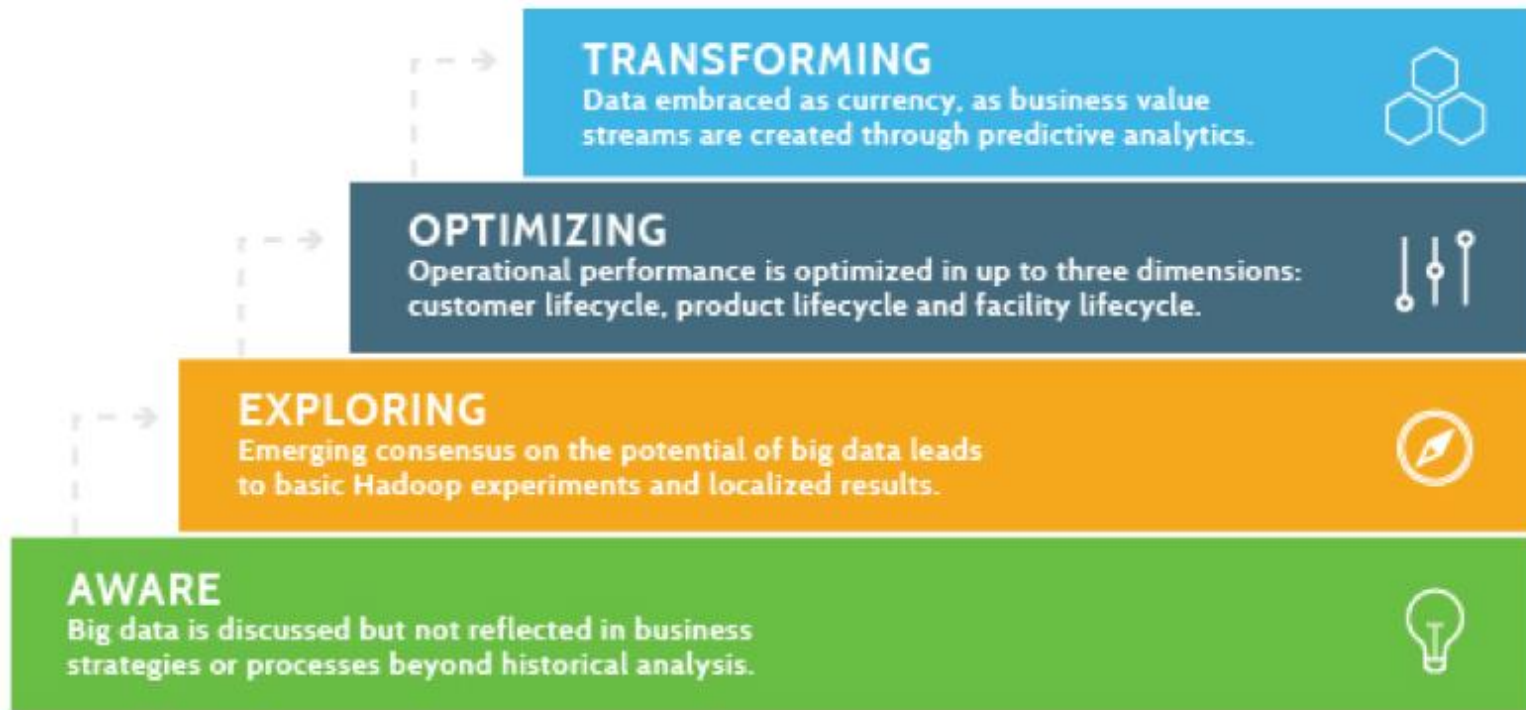 TRANSFORMING
Data embraced as currency, as business value
streams are created through predictive analytics.
OPTIMIZING
Operational performance is optimized in up to three dimensions:
customer lifecycle, product lifecycle and facility lifecycle.
EXPLORING
Emerging consensus on the potential of big data leads
to basic Hadoop experiments and localized results.
AWARE
Big data is discussed but not reflected in business
strategies or processes beyond historical analysis.